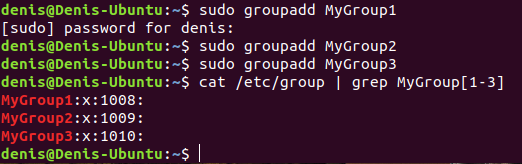 denis@Denis-Ubuntu:~$ sudo groupadd MyGroup1
[sudo] password for denis:
denis@Denis-Ubuntu:~$ sudo groupadd MyGroup2
denis@Denis-Ubuntu:~$ sudo groupadd MyGroup3
denis@Denis-Ubuntu:~$ cat /etc/group | grep MyGroup[1-3]
MyGroup1:x:1008:
MyGroup2:x:1009:
MyGroup3:x:1010:
denis@Denis-Ubuntu:~$